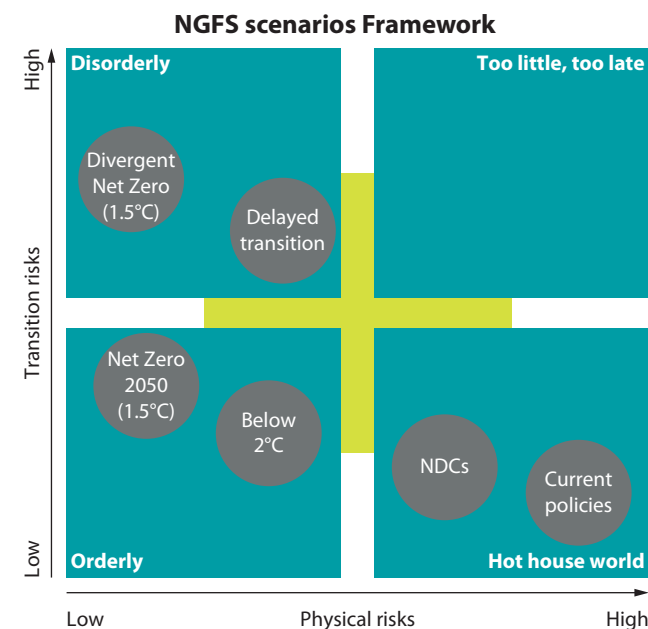 NGFS scenarios Framework
High
Disorderly
Too little, too late
Divergent
Net Zero
(1.5°C)
Delayed
transition
Transition risks
Net Zero
2050
(1.5°C)
Below
2°C
NDCs
Current
policies
Low
Orderly
Hot house world
Low
Physical risks
High